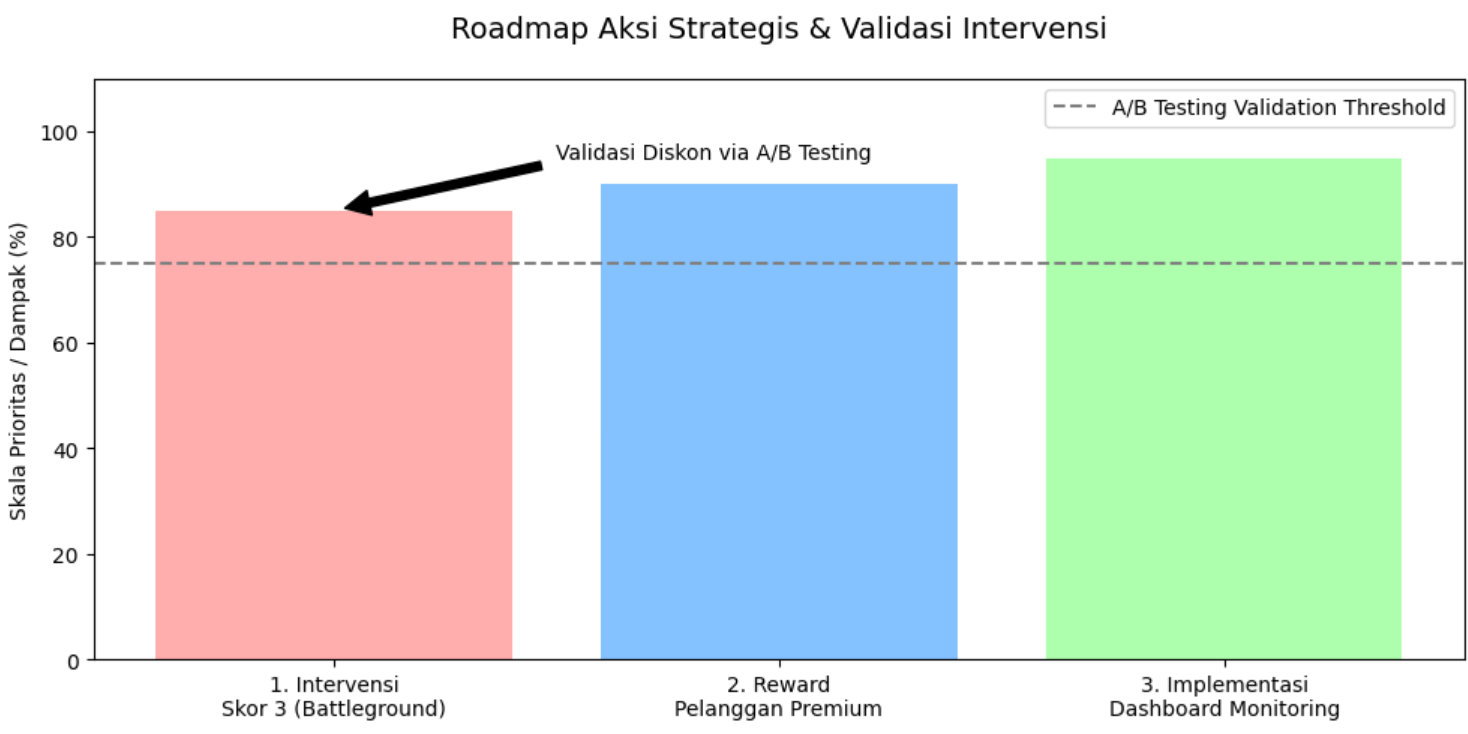 Roadmap Aksi Strategis & Validasi Intervensi
A/B Testing Validation Threshold
Validasi Diskon via A/B Testing
Skala Prioritas / Dampak (%)
100
80
60
40
20
0
1. Intervensi
Skor 3 (Battleground)
2. Reward
Pelanggan Premium
3. Implementasi
Dashboard Monitoring